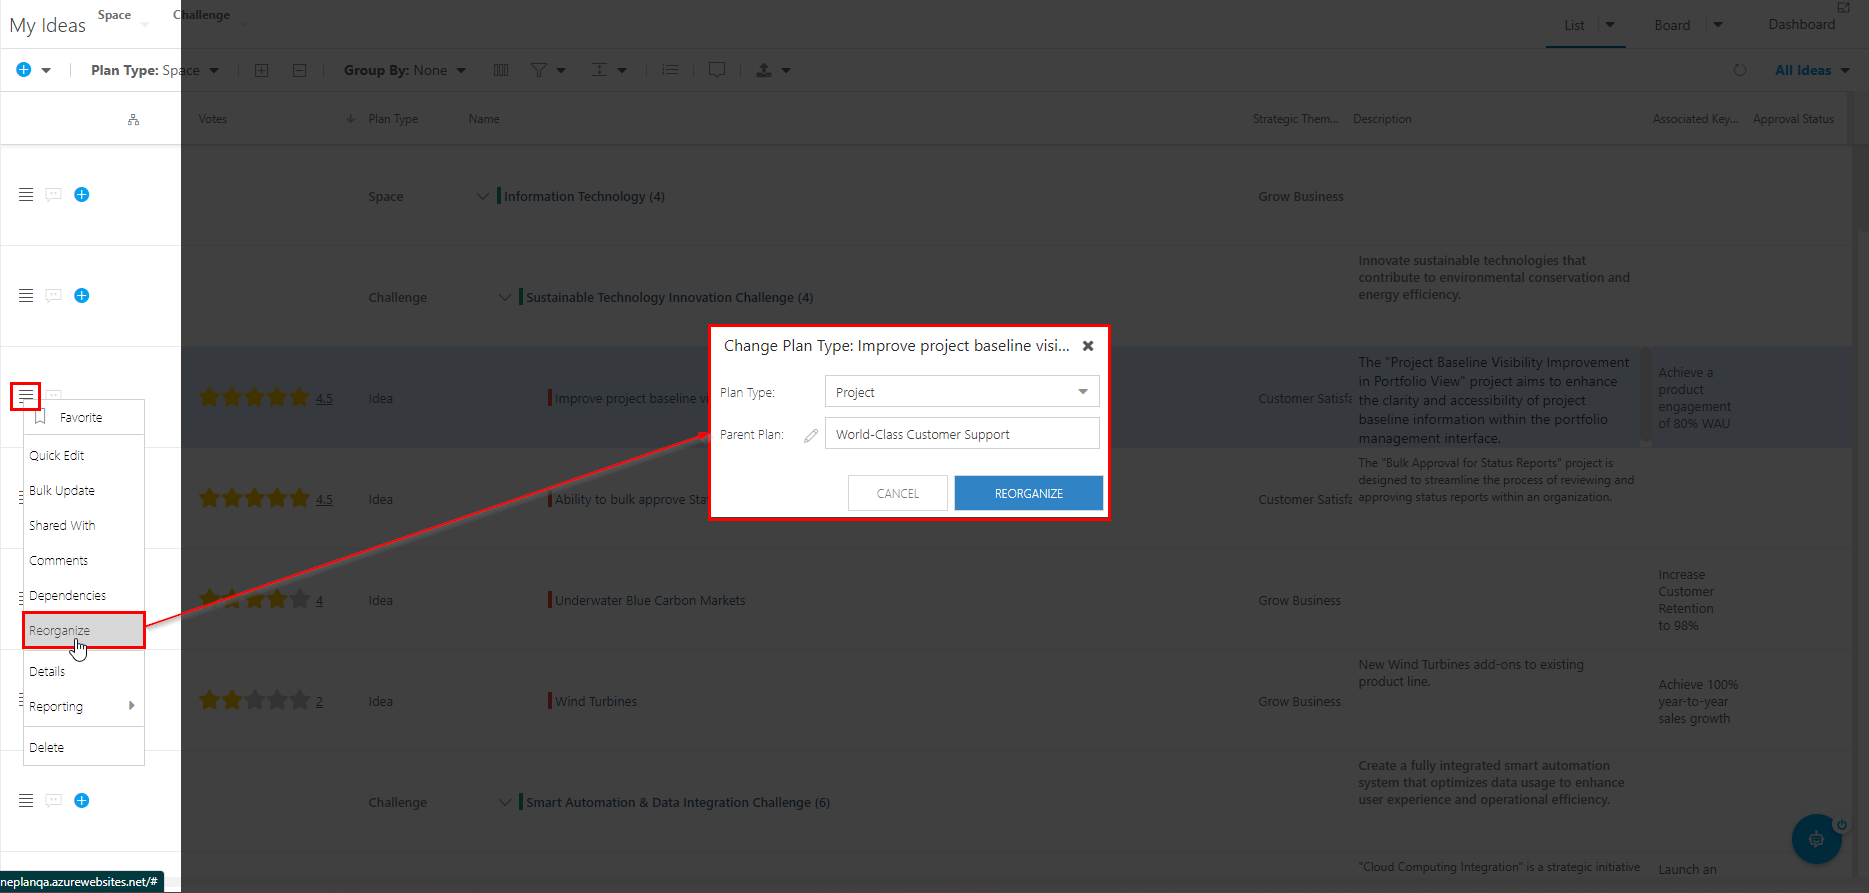 My Ideas
Space
Challenge
List
Board
Dashboard
Plan Type: Space
Group By: None
All Ideas
Votes
Plan Type
Name
Strategic Them...
Description
Associated Key...
Approval Status
Space
Information Technology (4)
Grow Business
Challenge
Sustainable Technology Innovation Challenge (4)
Innovate sustainable technologies that
contribute to environmental conservation and
energy efficiency.
4.5
Idea
Improve project baseline vi
Customer Satisfa
The "Project Baseline Visibility Improvement
in Portfolio View" project aims to enhance
the clarity and accessibility of project
baseline information within the portfolio
management interface.
Achieve a
product
engagement
of 80% WAU
4.5
Idea
Ability to bulk approve Sta
Customer Satisfa
The "Bulk Approval for Status Reports" project is
designed to streamline the process of reviewing and
approving status reports within an organization.
4
Idea
Underwater Blue Carbon Markets
Grow Business
Increase
Customer
Retention
to 98%
2
Idea
Wind Turbines
Grow Business
New Wind Turbines add-ons to existing
product line.
Achieve 100%
year-to-year
sales growth
Challenge
Smart Automation & Data Integration Challenge (6)
Create a fully integrated smart automation
system that optimizes data usage to enhance
user experience and operational efficiency.
"Cloud Computing Integration" is a strategic initiative
Launch an
Favorite
Quick Edit
Bulk Update
Shared With
Comments
Dependencies
Reorganize
Details
Reporting
Delete
Change Plan Type: Improve project baseline visi...
Plan Type:
Project
Parent Plan:
World-Class Customer Support
CANCEL
REORGANIZE
neplanqa.azurewebsites.net/#